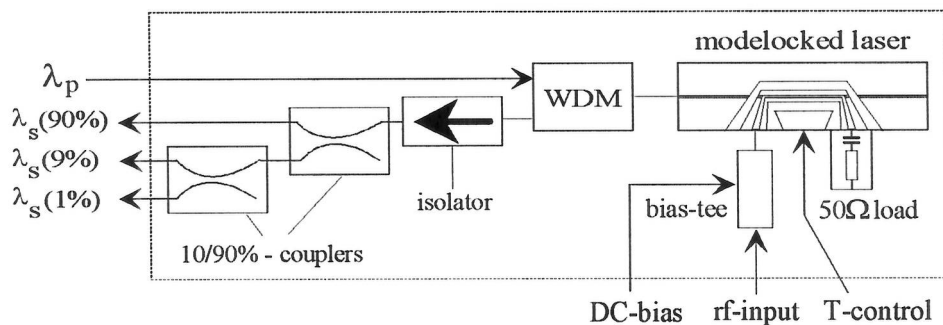 modelocked laser
λp
WDM
λs(90%)
λs(9%)
λs(1%)
isolator
bias-tee
50Ω load
10/90% - couplers
DC-bias
rf-input
T-control